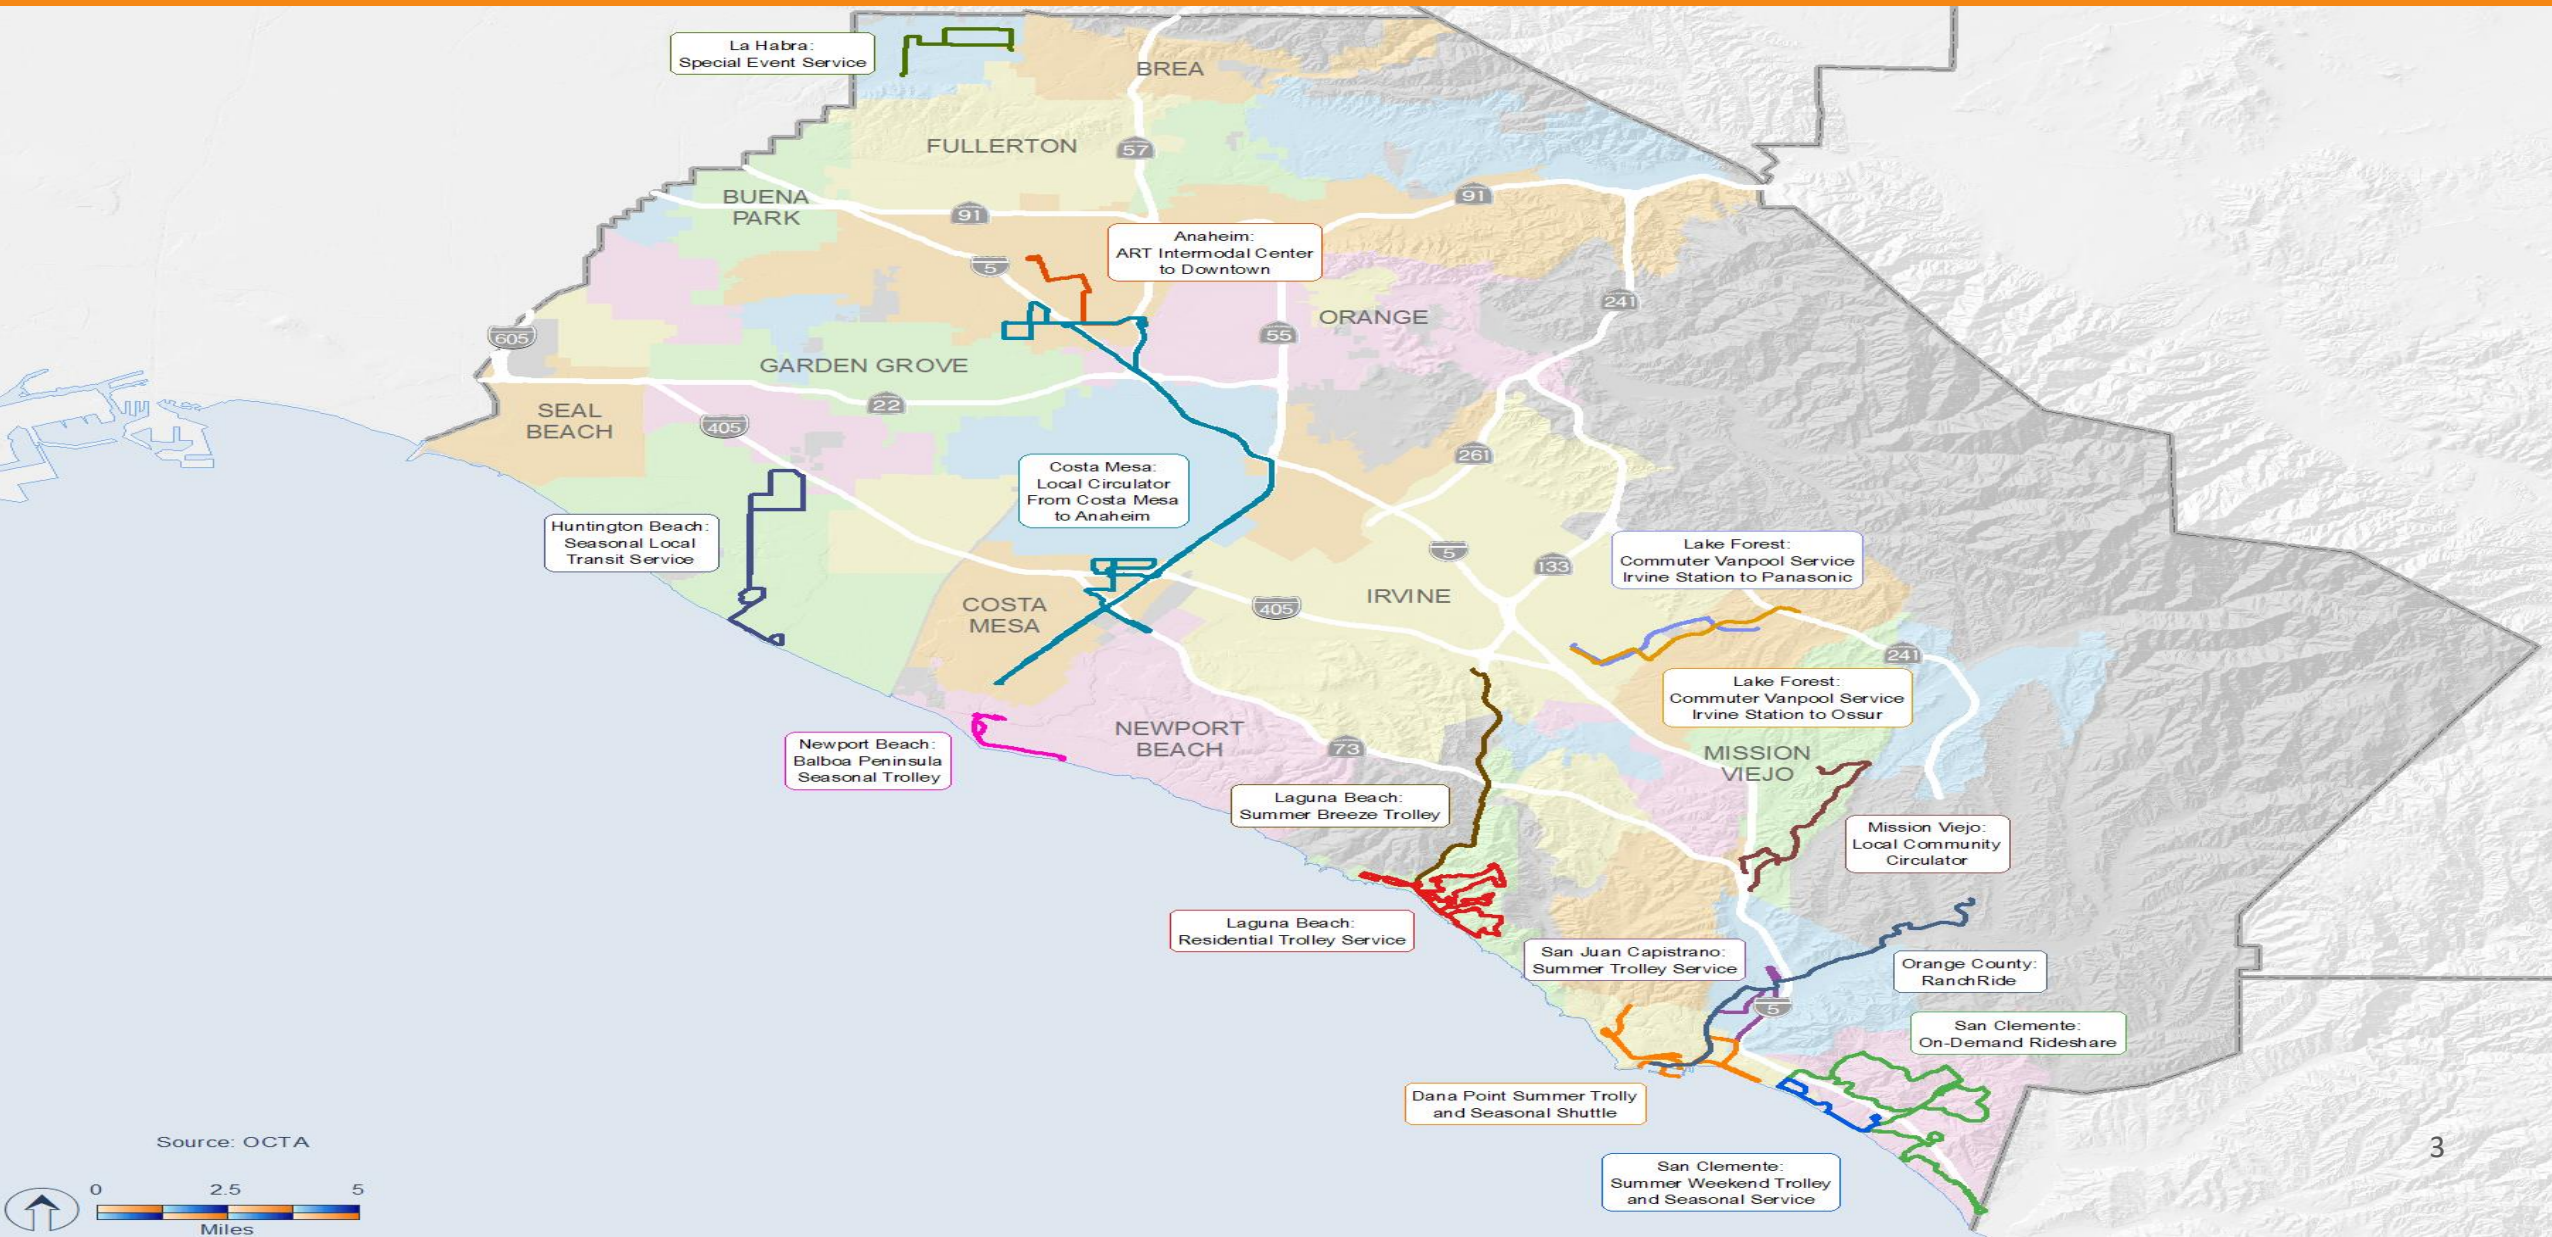 La Habra:
Special Event Service
BREA
FULLERTON
57
BUENA
PARK
91
91
Anaheim:
ART Intermodal Center
to Downtown
5
241
ORANGE
605
55
GARDEN GROVE
22
SEAL
BEACH
405
261
Costa Mesa:
Local Circulator
From Costa Mesa
to Anaheim
Huntington Beach:
Seasonal Local
Transit Service
5
133
Lake Forest:
Commuter Vanpool Service
Irvine Station to Panasonic
COSTA
MESA
405
IRVINE
241
Lake Forest:
Commuter Vanpool Service
Irvine Station to Ossur
NEWPORT
BEACH
73
MISSION
VIEJO
Newport Beach:
Balboa Peninsula
Seasonal Trolley
Laguna Beach:
Summer Breeze Trolley
Mission Viejo:
Local Community
Circulator
Laguna Beach:
Residential Trolley Service
San Juan Capistrano:
Summer Trolley Service
Orange County:
RanchRide
5
San Clemente:
On-Demand Rideshare
Dana Point Summer Trolly
and Seasonal Shuttle
San Clemente:
Summer Weekend Trolley
and Seasonal Service
3
Source: OCTA
0 2.5 5
Miles